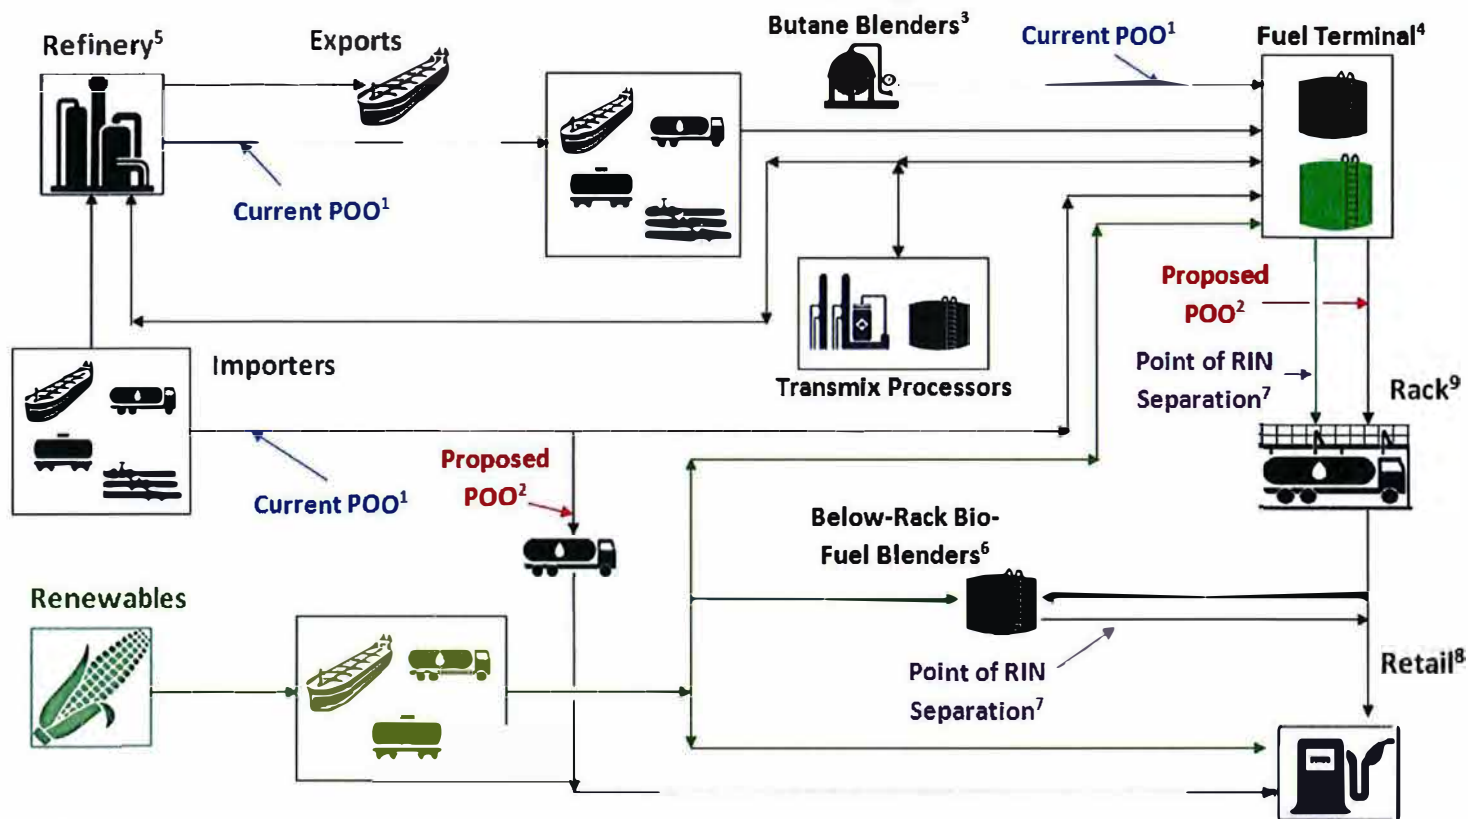 Refinery⁵
Exports
Butane Blenders³
Current POO¹
Fuel Terminal⁴
Current POO¹
Proposed
POO²
Point of RIN
Separation⁷
Rack⁹
Transmix Processors
Importers
Current POO¹
Proposed
POO²
Below-Rack Bio-
Fuel Blenders⁶
Renewables
Point of RIN
Separation⁷
Retail⁸